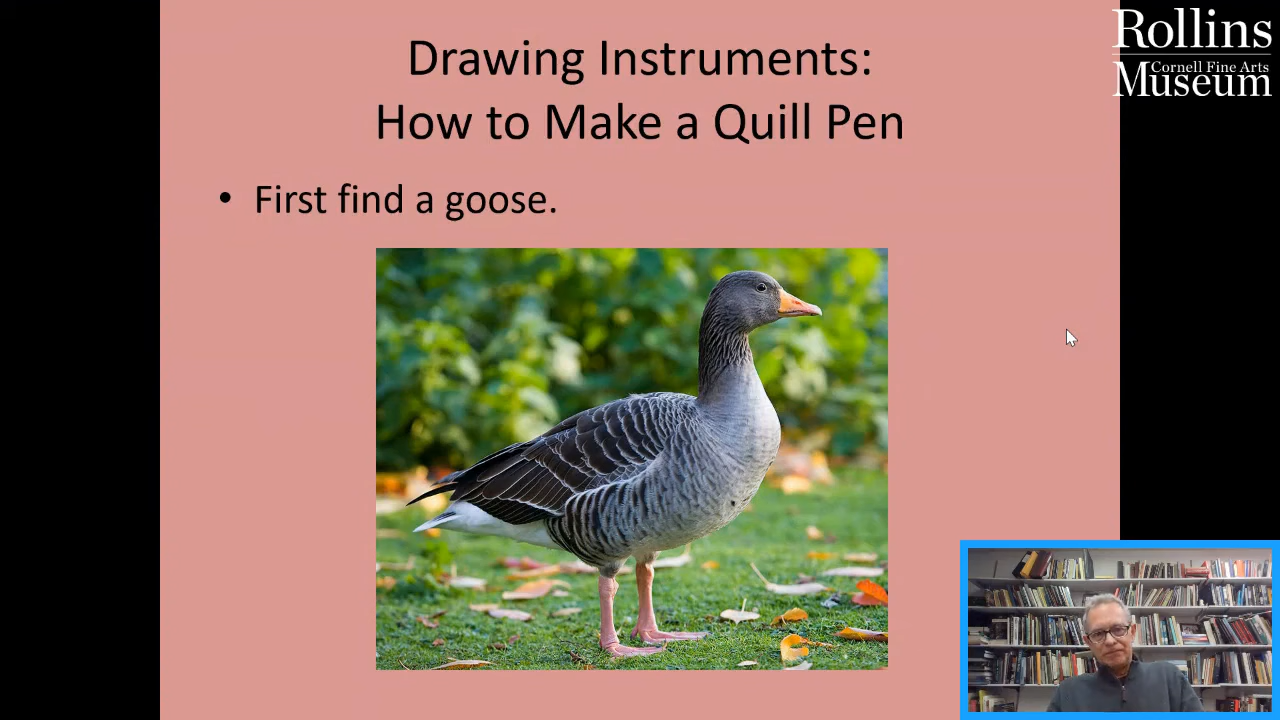 Drawing Instruments:
How to Make a Quill Pen
• First find a goose.
Rollins
Cornell Fine Arts
Museum